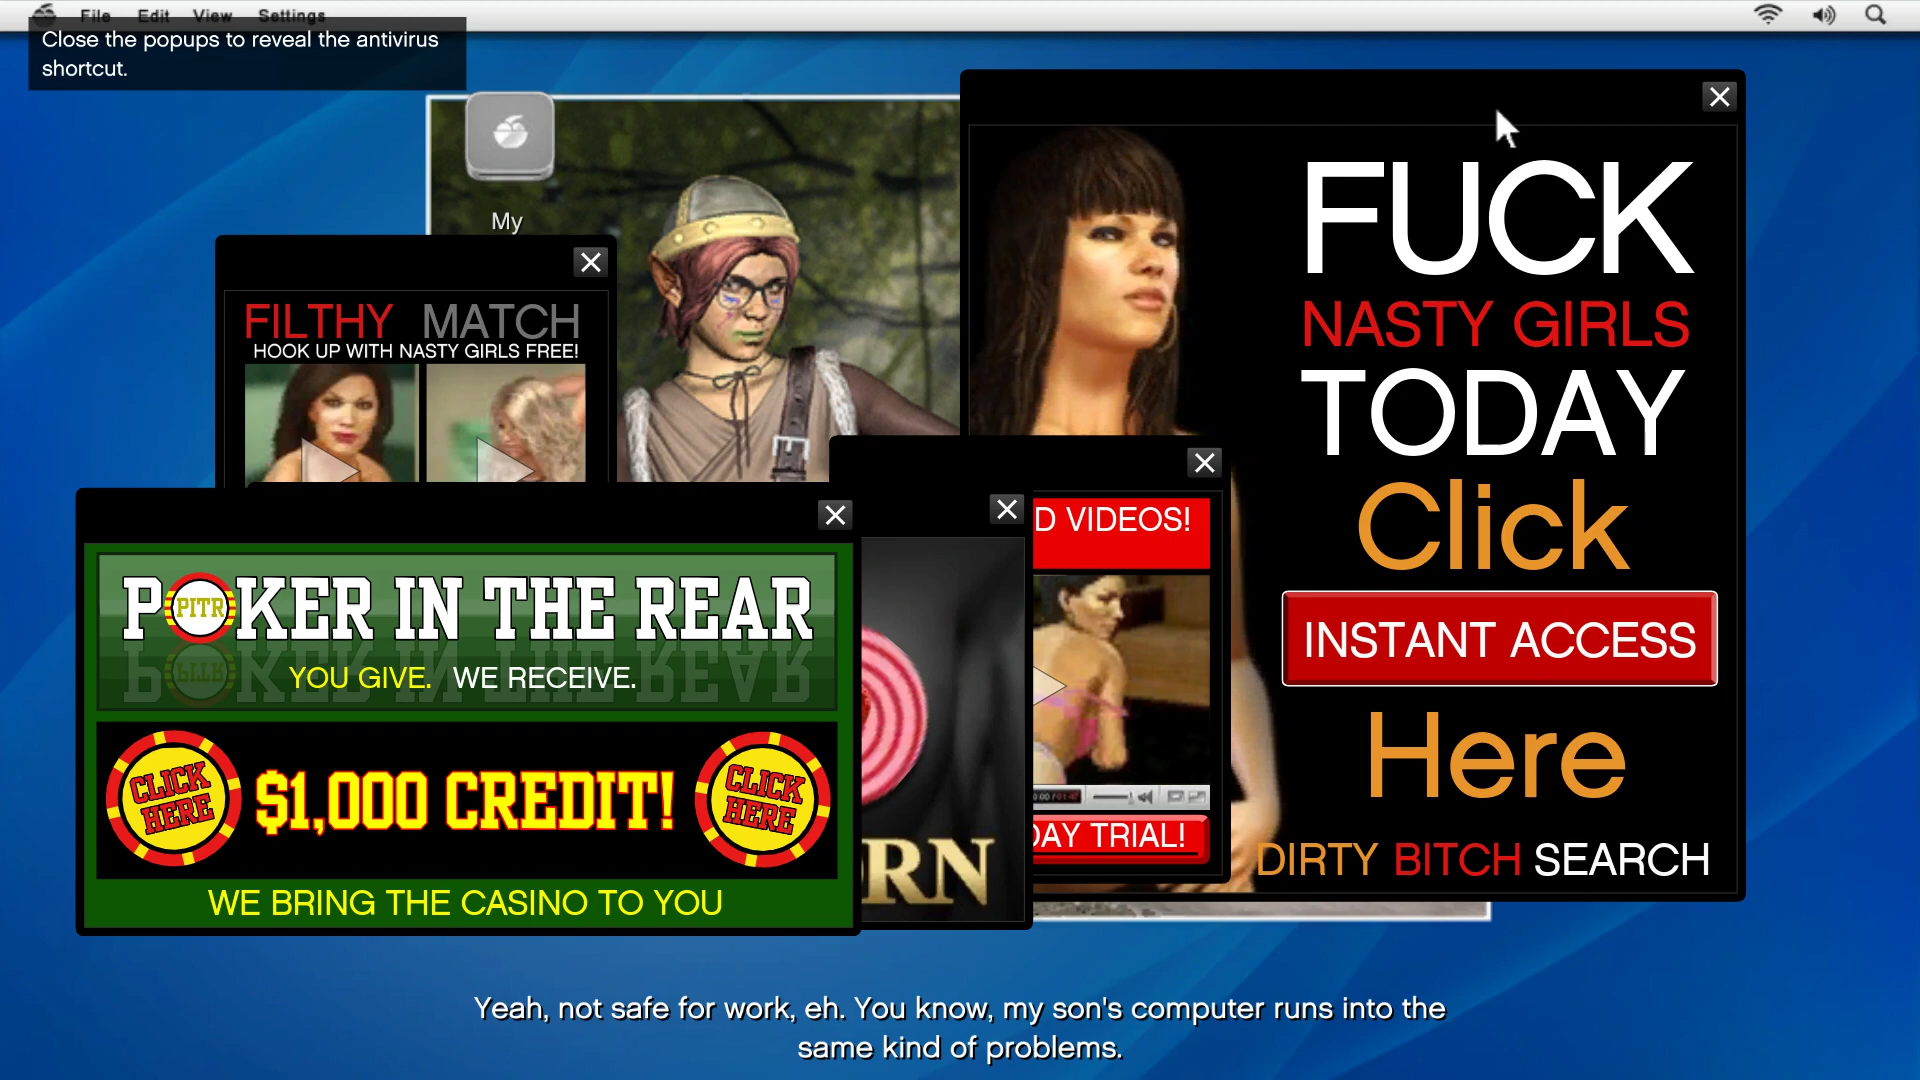 File Edit View Settings
Close the popups to reveal the antivirus
shortcut.
My
FILTHY MATCH
HOOK UP WITH NASTY GIRLS FREE!
FUCK
NASTY GIRLS
TODAY
Click
INSTANT ACCESS
Here
DIRTY BITCH SEARCH
D VIDEOS!
DAY TRIAL!
RN
POKER IN THE REAR
PITR
YOU GIVE. WE RECEIVE.
CLICK
HERE
$1,000 CREDIT!
CLICK
HERE
WE BRING THE CASINO TO YOU
Yeah, not safe for work, eh. You know, my son's computer runs into the
same kind of problems.